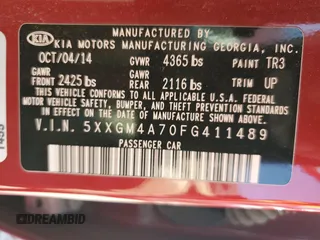 KIA MANUFACTURED BY
KIA MOTORS MANUFACTURING GEORGIA, INC.
OCT/04/14 GVWR 4365 lbs PAINT TR3
GAWR FRONT 2425 lbs GAWR REAR 2116 lbs TRIM UP
THIS VEHICLE CONFORMS TO ALL APPLICABLE U.S.A. FEDERAL
MOTOR VEHICLE SAFETY, BUMPER, AND THEFT PREVENTION
STANDARDS IN EFFECT ON THE DATE OF MANUFACTURE SHOWN ABOVE.
V.I.N. 5XXGM4A70FG411489
PASSENGER CAR
DREAMBID